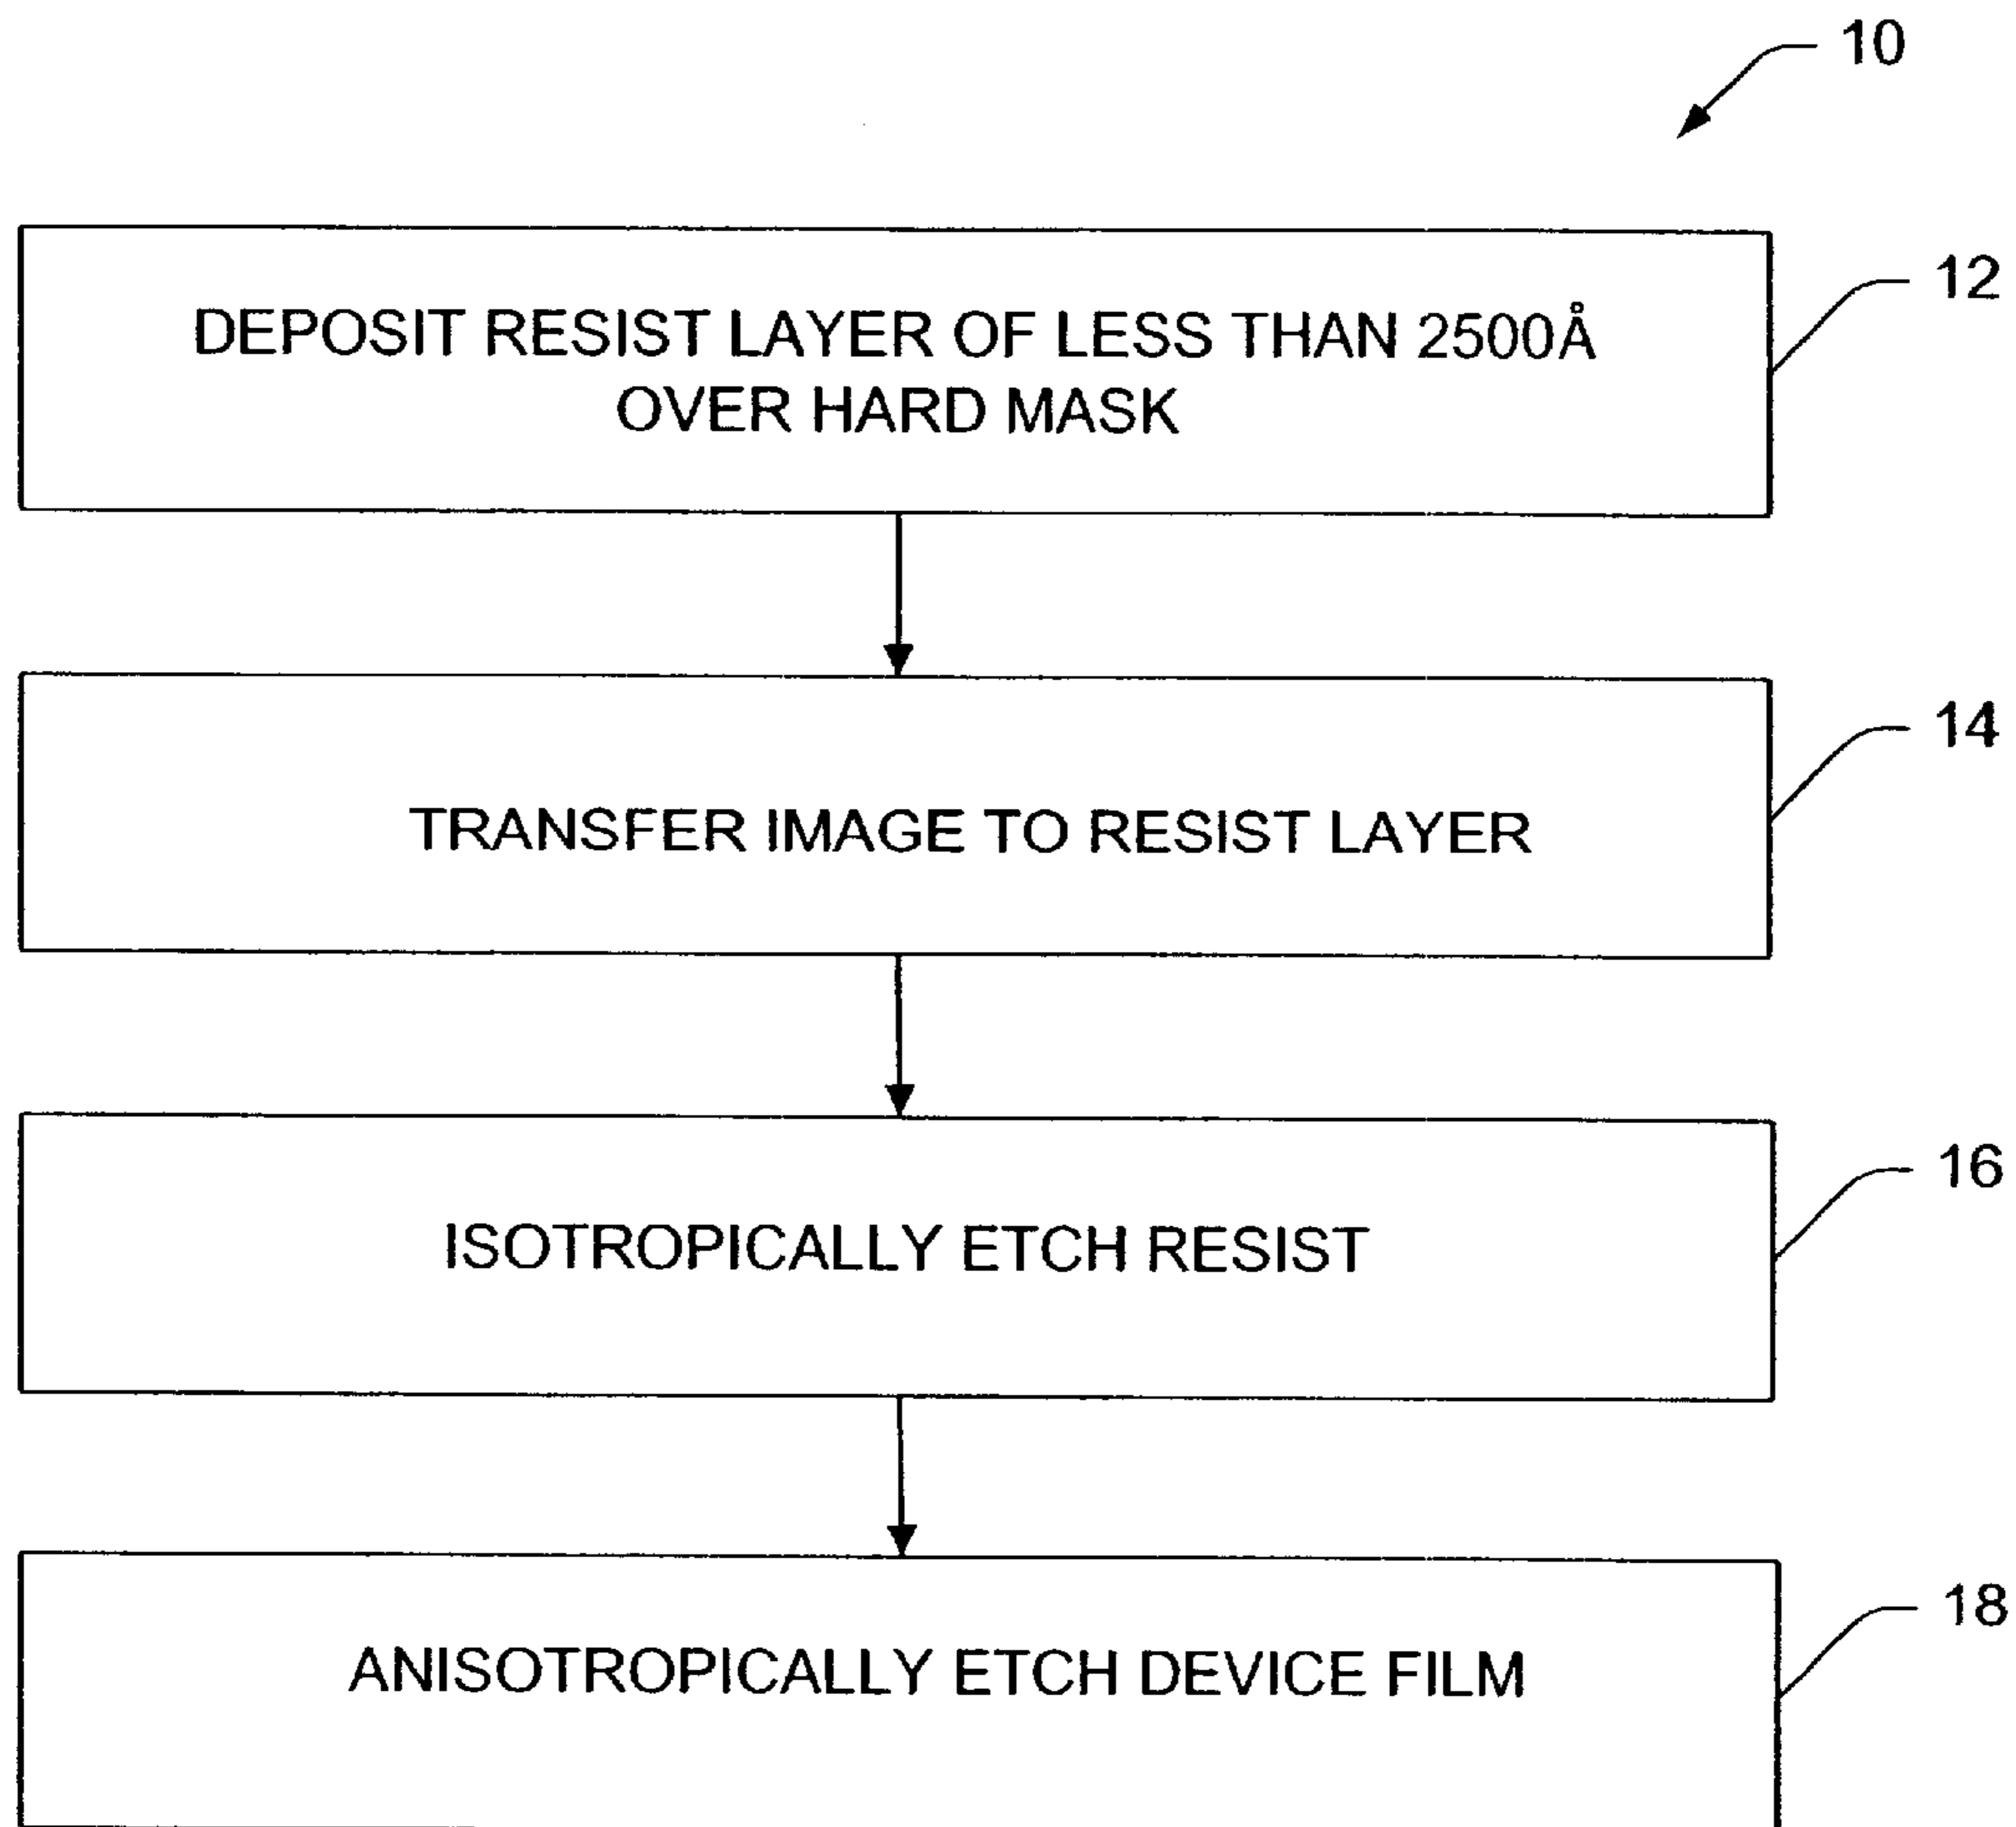 10
DEPOSIT RESIST LAYER OF LESS THAN 2500Å
OVER HARD MASK
12
TRANSFER IMAGE TO RESIST LAYER
14
ISOTROPICALLY ETCH RESIST
16
ANISOTROPICALLY ETCH DEVICE FILM
18